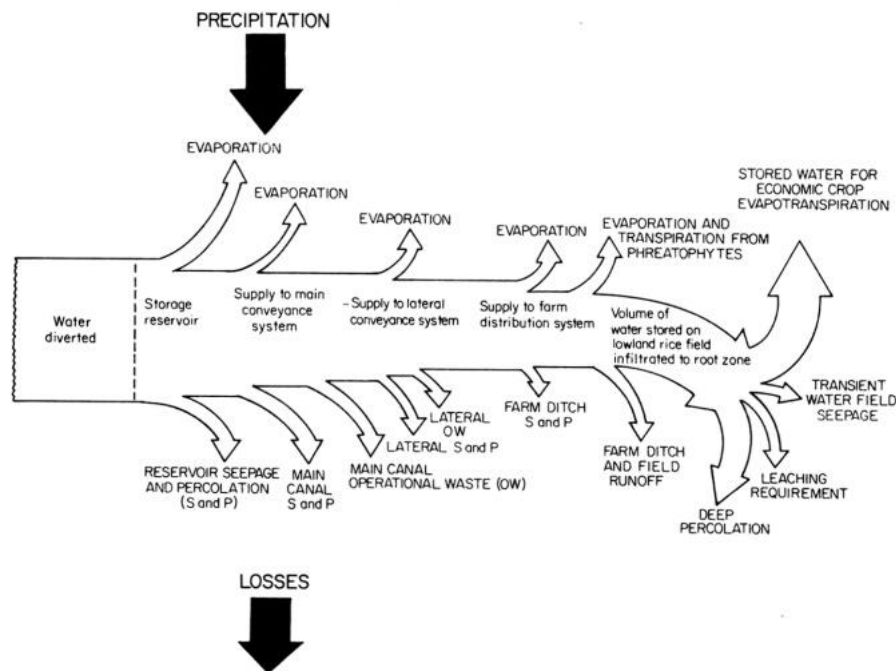 PRECIPITATION
EVAPORATION
EVAPORATION
EVAPORATION
EVAPORATION
EVAPORATION AND
TRANSPIRATION FROM
PHREATOPHYTES
STORED WATER FOR
ECONOMIC CROP
EVAPOTRANSPIRATION
Water
diverted
Storage
reservoir
Supply to main
conveyance
system
Supply to lateral
conveyance system
Supply to farm
distribution system
Volume of
water stored on
lowland rice field
infiltrated to root zone
RESERVOIR SEEPAGE
AND PERCOLATION
(S and P)
MAIN
CANAL
S and P
MAIN CANAL
OPERATIONAL WASTE (OW)
LATERAL
OW
LATERAL S and P
FARM DITCH
S and P
FARM DITCH
AND FIELD
RUNOFF
DEEP
PERCOLATION
LEACHING
REQUIREMENT
TRANSIENT
WATER FIELD
SEEPAGE
LOSSES